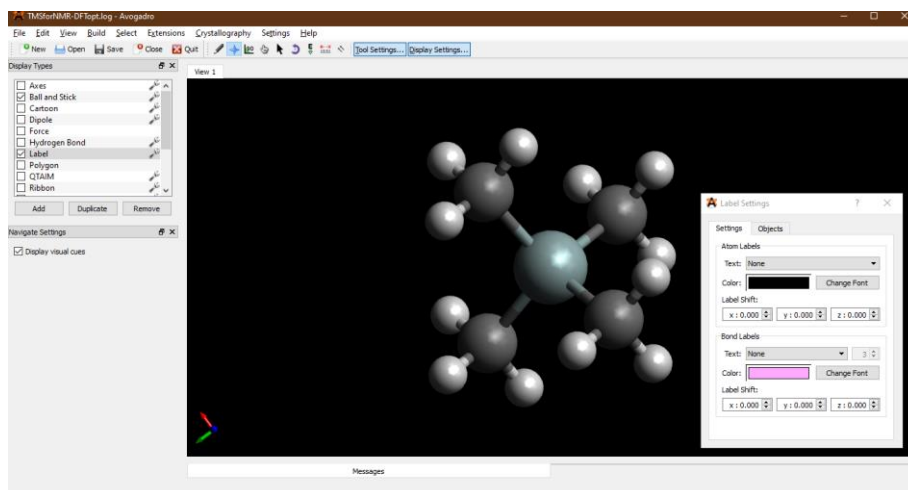 TMSforNMR-DFTopt.log - Avogadro
File Edit View Build Select Extensions Crystallography Settings Help
New Open Save Close Quit Tool Settings... Display Settings...
Display Types
View 1
Axes
Ball and Stick
Cartoon
Dipole
Force
Hydrogen Bond
Label
Polygon
QTAIM
Ribbon
Add Duplicate Remove
Navigate Settings
Display visual cues
Label Settings
Settings Objects
Atom Labels
Text: None
Color: Change Font
Label Shift:
x : 0.000 y : 0.000 z : 0.000
Bond Labels
Text: None 3
Color: Change Font
Label Shift:
x : 0.000 y : 0.000 z : 0.000
Messages